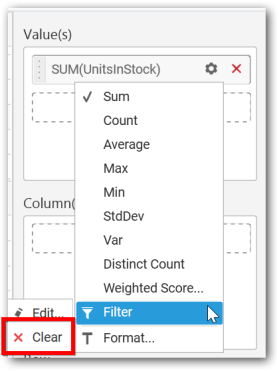 Value(s)
SUM(UnitsInStock)
Sum
Count
Average
Max
Min
StdDev
Var
Distinct Count
Weighted Score...
Filter
Format...
Column(
Edit...
Clear